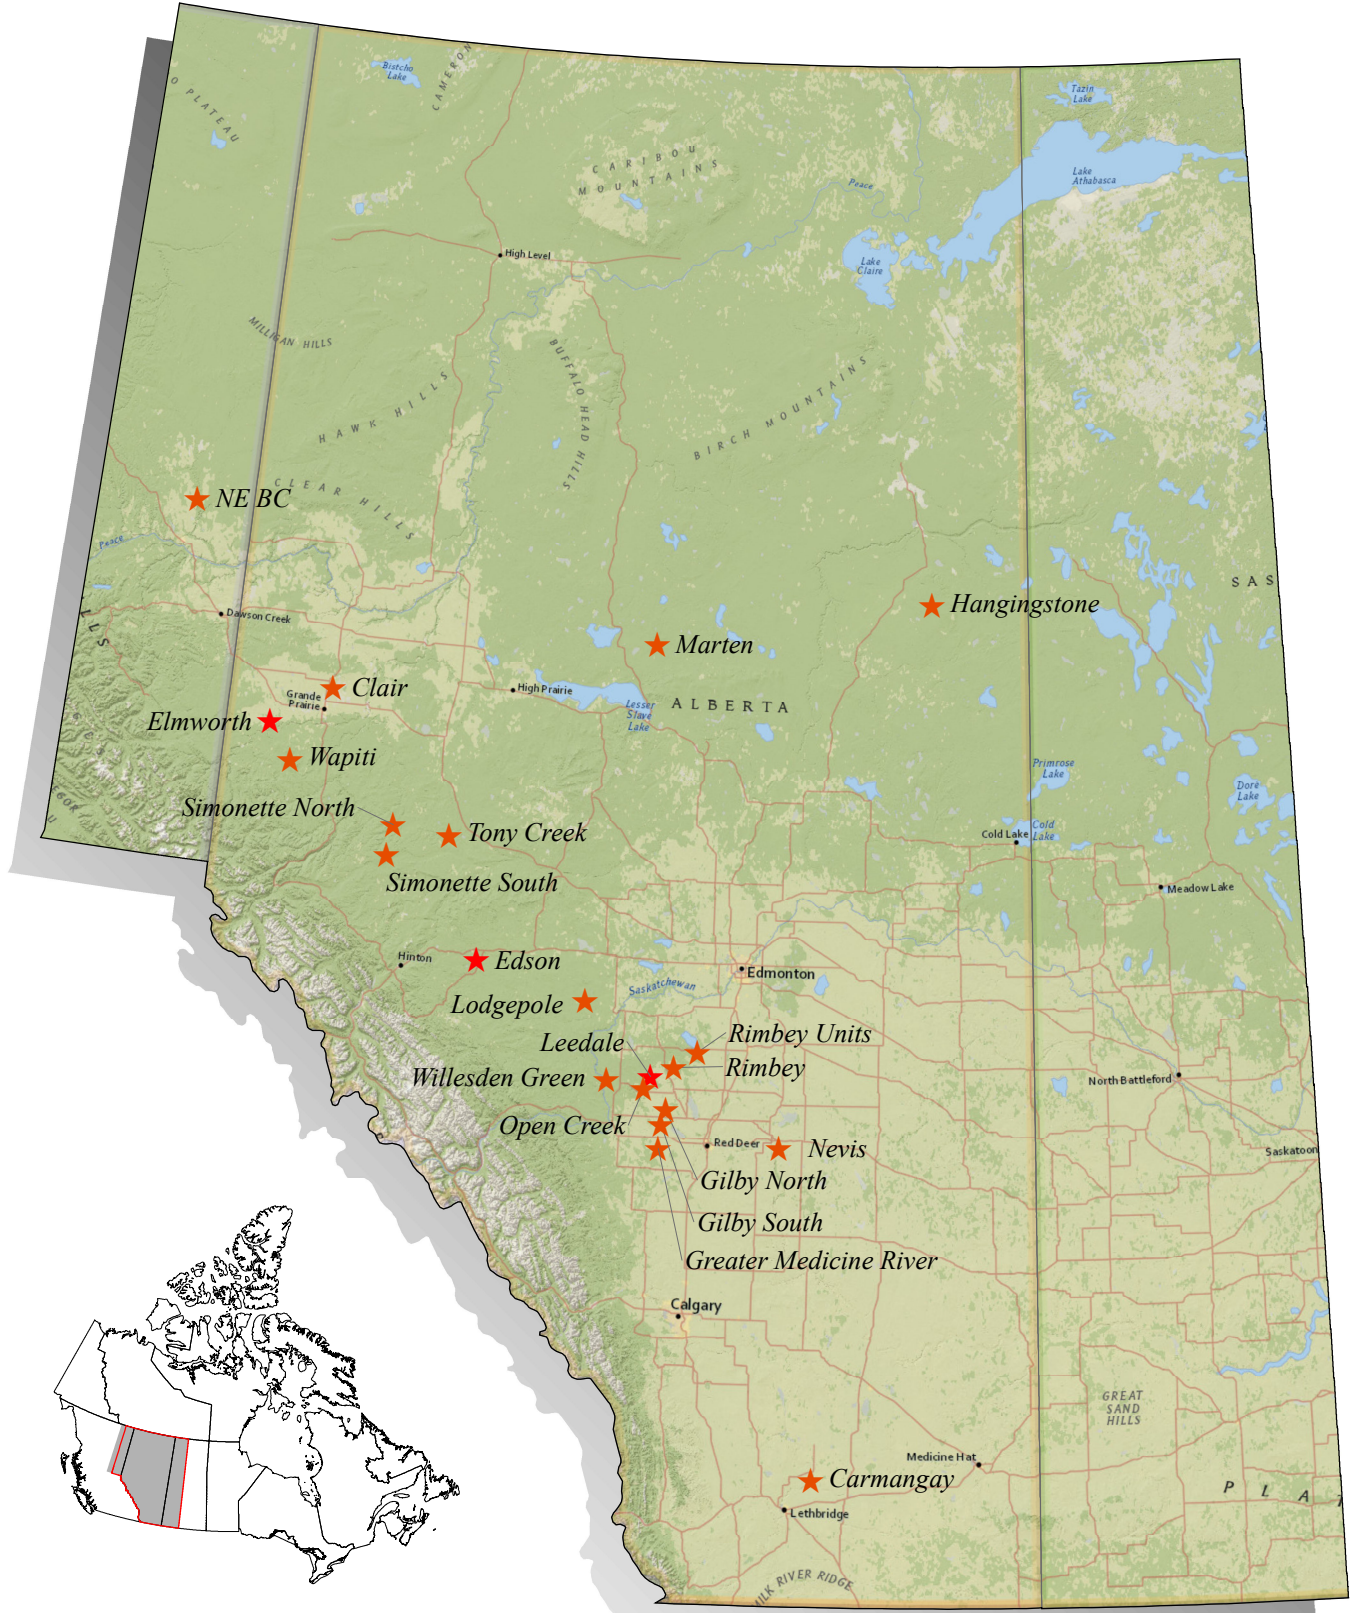 Bistcho
Lake
CAMERON
O PLATEAU
Tazin
Lake
CARIBOU
MOUNTAINS
Peace
Lake
Athabasca
High Level
Lake
Claire
MILLIGAN HILLS
HAWK HILLS
BUFFALO HEAD HILLS
BIRCH MOUNTAINS
CLEAR HILLS
NE BC
Peace
SAS
Hangingstone
Dawson Creek
LLS
Marten
Clair
Grande
Prairie
High Prairie
Lesser
Slave
Lake
ALBERTA
Elmworth
Wapiti
Primrose
Lake
Dore
Lake
Simonette North
Tony Creek
Cold Lake
Cold
Lake
Simonette South
Meadow Lake
Hinton
Edson
Edmonton
Saskatchewan
Lodgepole
Leedale
Rimbey Units
Rimbey
Willesden Green
North Battleford
Open Creek
Red Deer
Nevis
Saskatoon
Gilby North
Gilby South
Greater Medicine River
Calgary
GREAT
SAND
HILLS
Medicine Hat
Carmangay
PLA
Lethbridge
ILK RIVER RIDGE